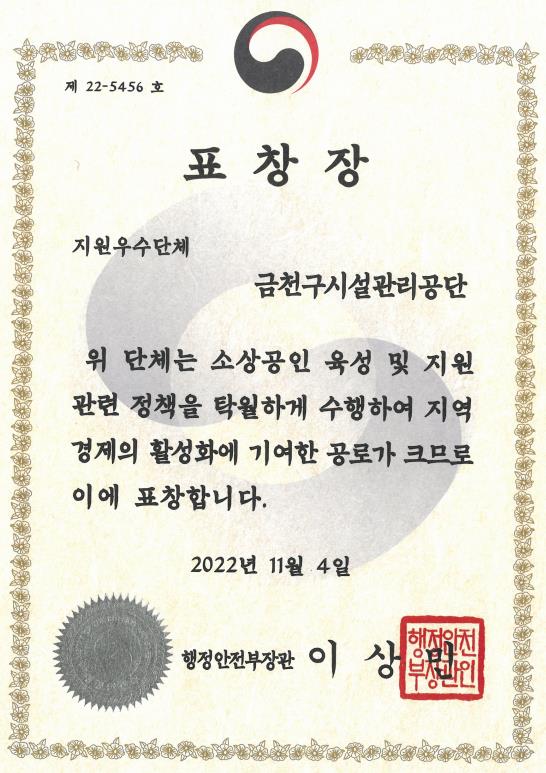 제 22-5456 호
표 창 장
지원우수단체
금천구시설관리공단
위 단체는 소상공인 육성 및 지원
관련 정책을 탁월하게 수행하여 지역
경제의 활성화에 기여한 공로가 크므로
이에 표창합니다.
2022년 11월 4일
행정안전부장관 이 상 민
행정안전
부장관인